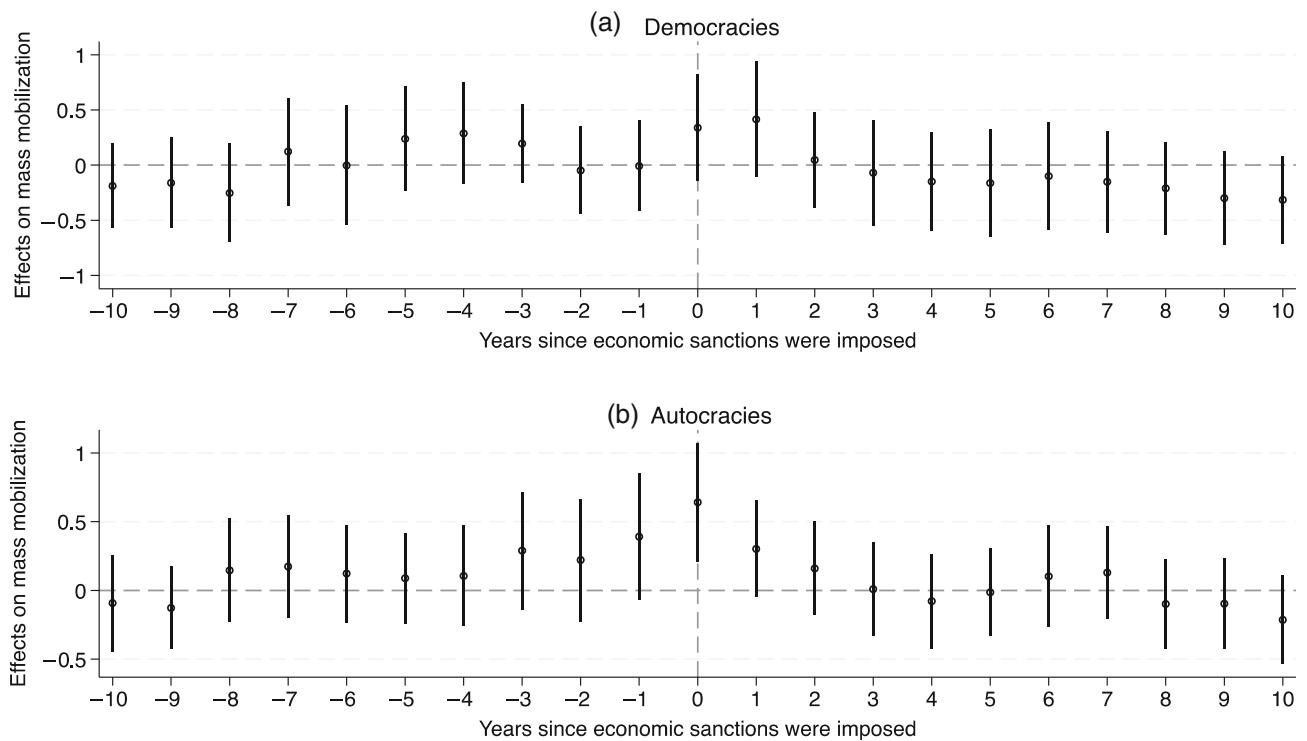 (a) Democracies
Effects on mass mobilization
1
0.5
0
−0.5
−1
−10 −9 −8 −7 −6 −5 −4 −3 −2 −1 0 1 2 3 4 5 6 7 8 9 10
Years since economic sanctions were imposed
(b) Autocracies
Effects on mass mobilization
1
0.5
0
−0.5
−10 −9 −8 −7 −6 −5 −4 −3 −2 −1 0 1 2 3 4 5 6 7 8 9 10
Years since economic sanctions were imposed